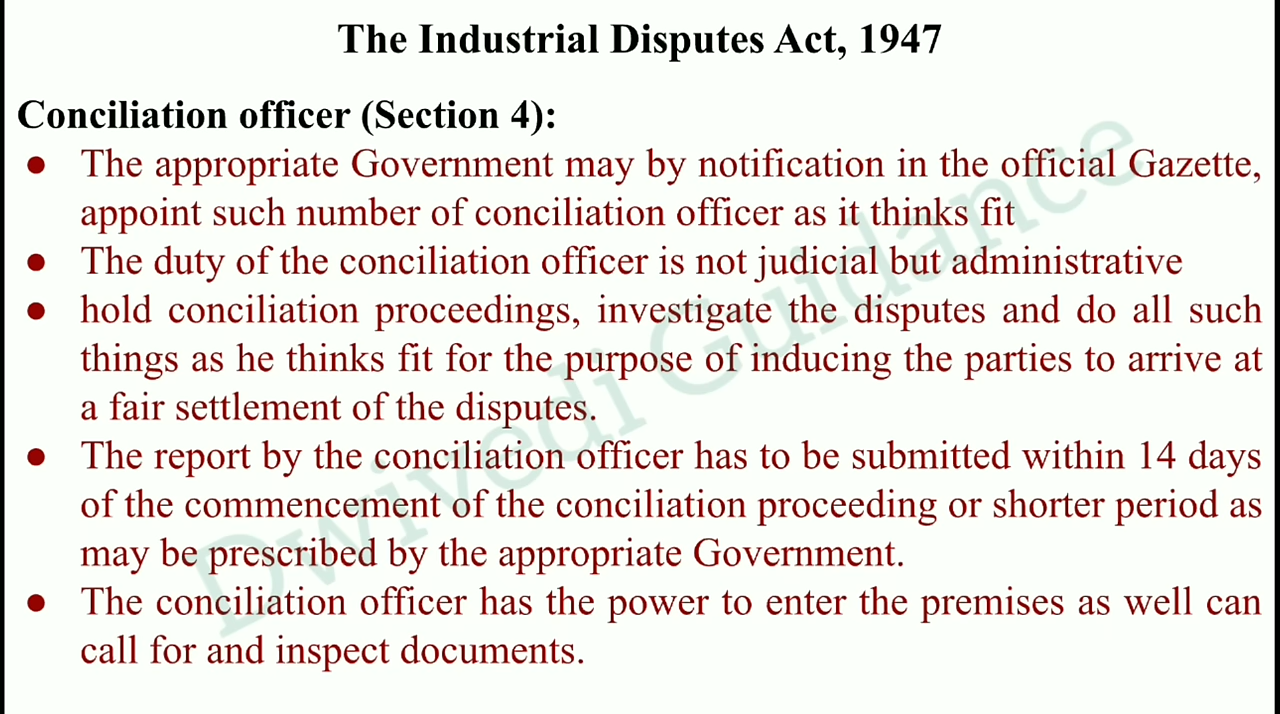 The Industrial Disputes Act, 1947
Conciliation officer (Section 4):
● The appropriate Government may by notification in the official Gazette,
appoint such number of conciliation officer as it thinks fit
● The duty of the conciliation officer is not judicial but administrative
● hold conciliation proceedings, investigate the disputes and do all such
things as he thinks fit for the purpose of inducing the parties to arrive at
a fair settlement of the disputes.
● The report by the conciliation officer has to be submitted within 14 days
of the commencement of the conciliation proceeding or shorter period as
may be prescribed by the appropriate Government.
● The conciliation officer has the power to enter the premises as well can
call for and inspect documents.
Dwivedi Guidance